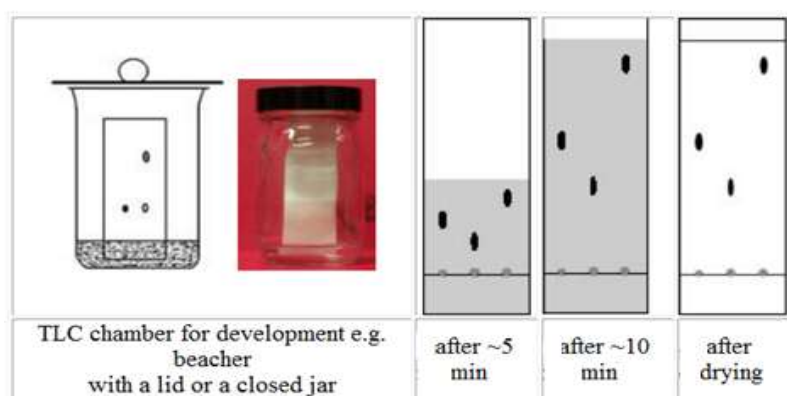 TLC chamber for development e.g.
beacher
with a lid or a closed jar
after ~5
min
after ~10
min
after
drying